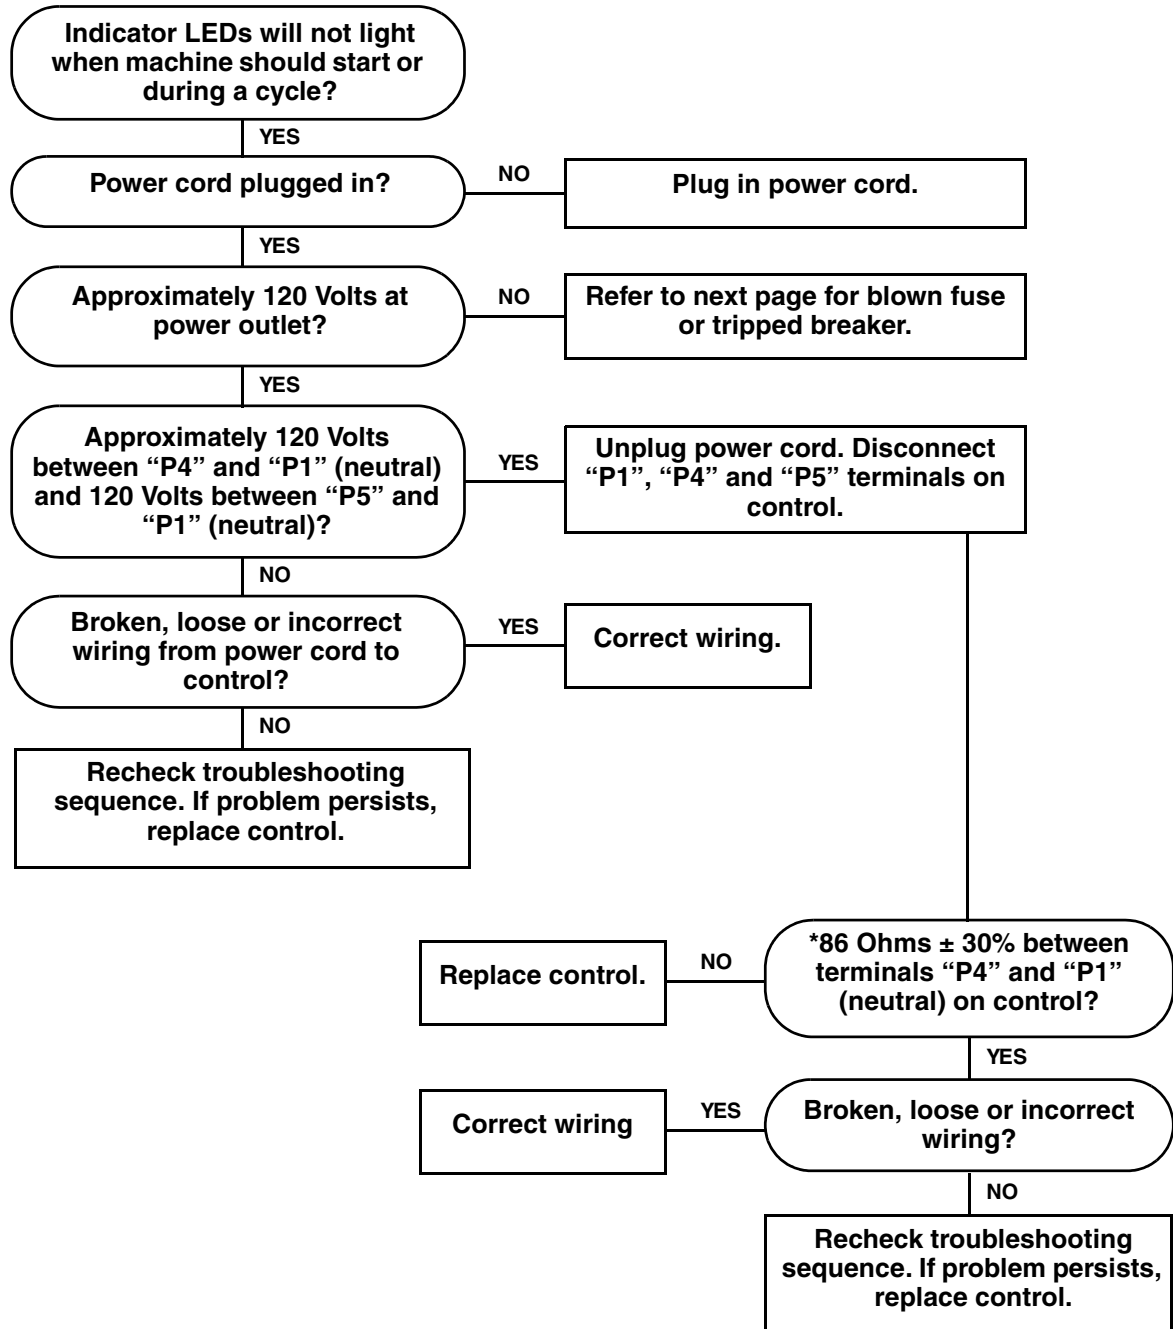 Indicator LEDs will not light
when machine should start or
during a cycle?
YES
Power cord plugged in?
NO
Plug in power cord.
YES
Approximately 120 Volts at
power outlet?
NO
Refer to next page for blown fuse
or tripped breaker.
YES
Approximately 120 Volts
between “P4” and “P1” (neutral)
and 120 Volts between “P5” and
“P1” (neutral)?
YES
Unplug power cord. Disconnect
“P1”, “P4” and “P5” terminals on
control.
NO
Broken, loose or incorrect
wiring from power cord to
control?
YES
Correct wiring.
NO
Recheck troubleshooting
sequence. If problem persists,
replace control.
*86 Ohms ± 30% between
terminals “P4” and “P1”
(neutral) on control?
NO
Replace control.
YES
Broken, loose or incorrect
wiring?
YES
Correct wiring
NO
Recheck troubleshooting
sequence. If problem persists,
replace control.